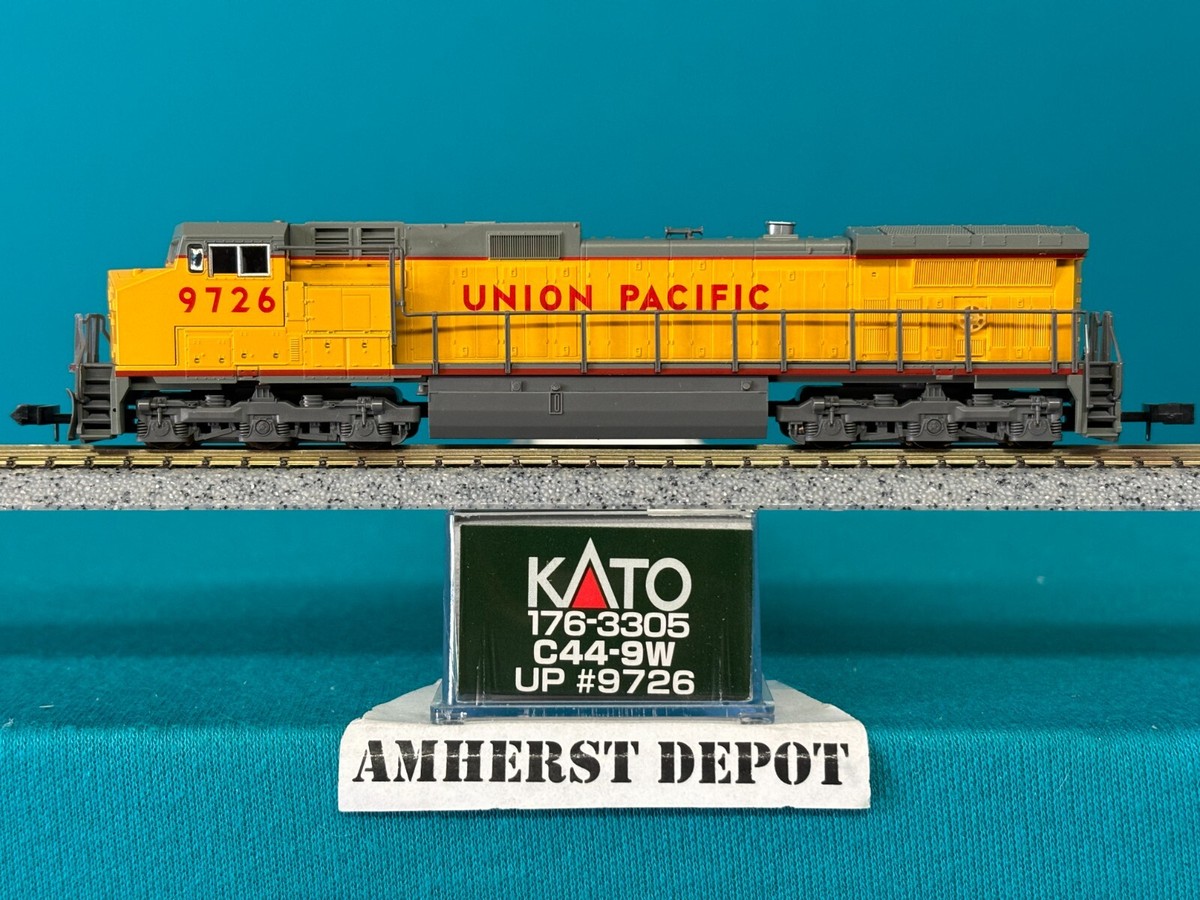 9726
UNION PACIFIC
KATO
176-3305
C44-9W
UP #9726
AMHERST DEPOT